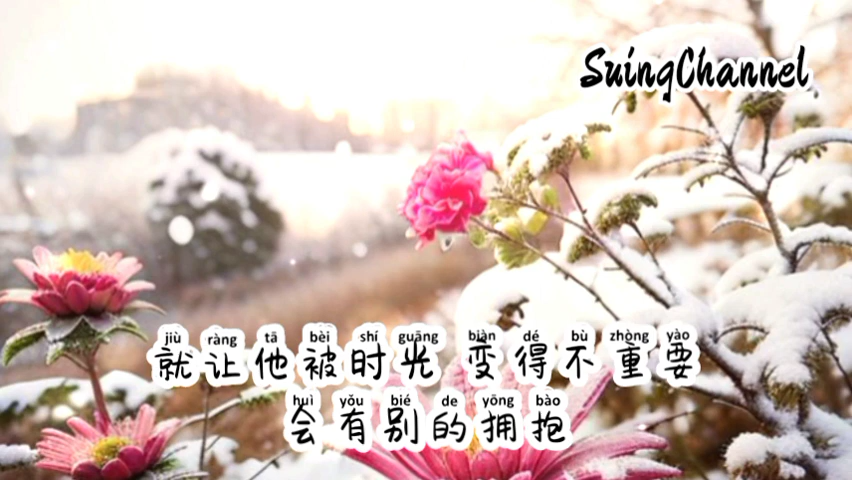 SuingChannel
jiù ràng tā bèi shí guāng biàn dé bù zhòng yào
就让他被时光 变得不重要
huì yǒu bié de yōng bào
会有别的拥抱